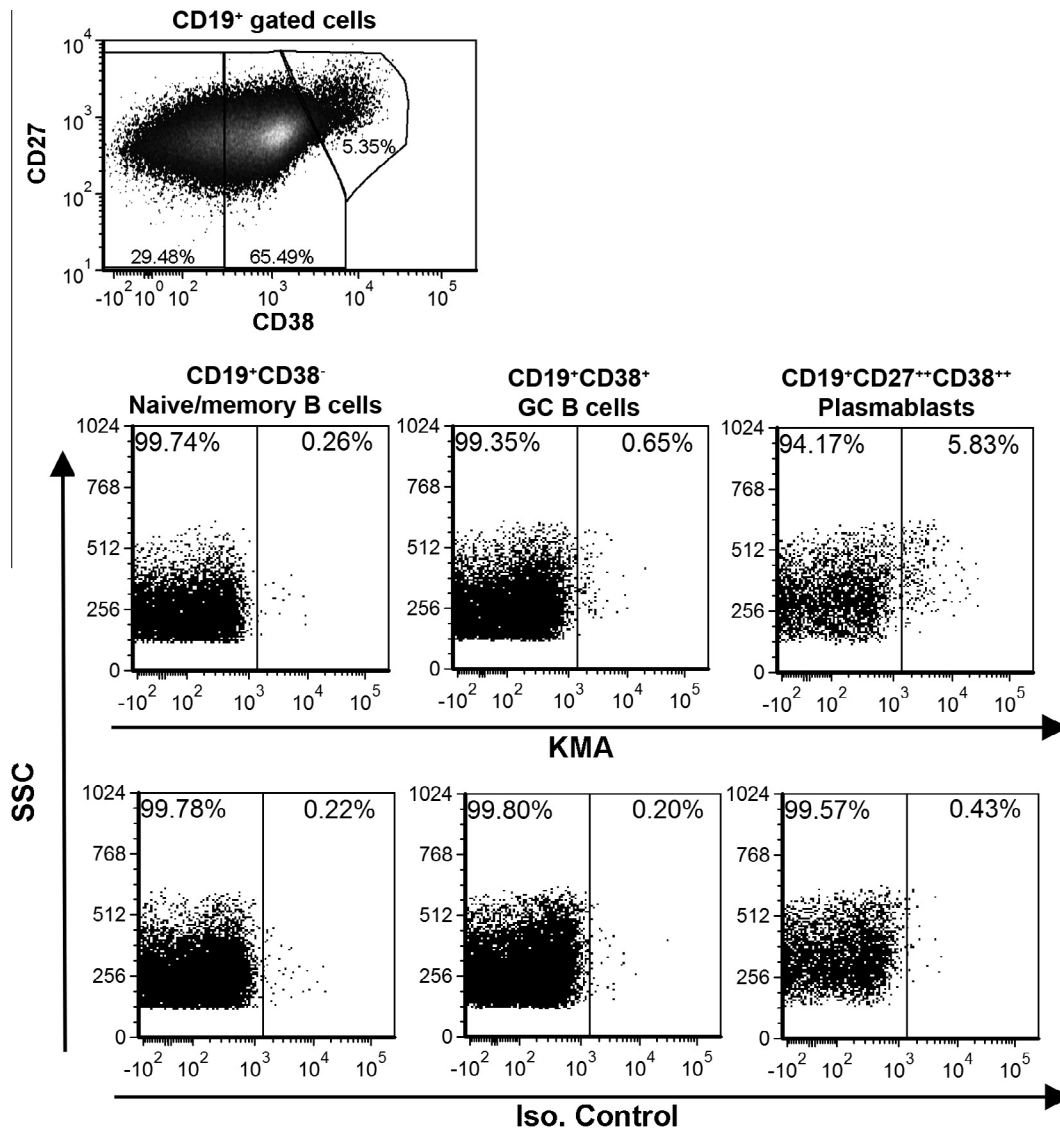 CD19⁺ gated cells
10⁴
10³
10²
10¹
CD27
5.35%
29.48% 65.49%
-10² 10⁰ 10² 10³ 10⁴ 10⁵
CD38
CD19⁺CD38⁻
Naive/memory B cells
CD19⁺CD38⁺
GC B cells
CD19⁺CD27⁺⁺CD38⁺⁺
Plasmablasts
1024
768
512
256
0
99.74% 0.26%
-10² 10² 10³ 10⁴ 10⁵
1024
768
512
256
0
99.35% 0.65%
-10² 10² 10³ 10⁴ 10⁵
1024
768
512
256
0
94.17% 5.83%
-10² 10² 10³ 10⁴ 10⁵
KMA
SSC
1024
768
512
256
0
99.78% 0.22%
-10² 10² 10³ 10⁴ 10⁵
1024
768
512
256
0
99.80% 0.20%
-10² 10² 10³ 10⁴ 10⁵
1024
768
512
256
0
99.57% 0.43%
-10² 10² 10³ 10⁴ 10⁵
Iso. Control